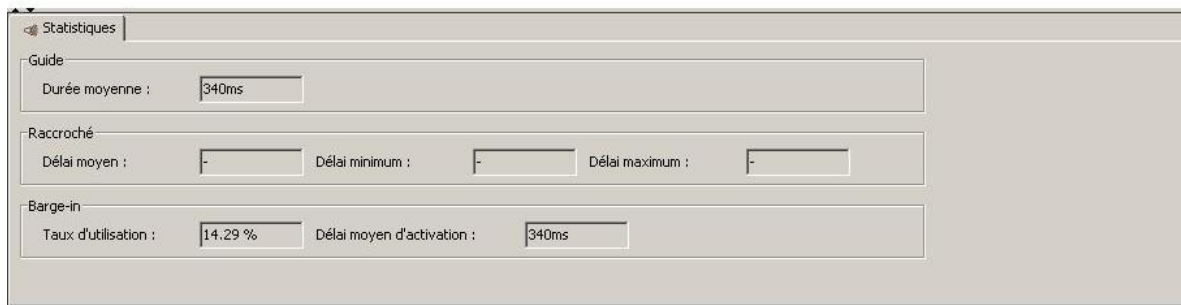 Statistiques
Guide
Durée moyenne : 340ms
Raccroché
Délai moyen : - Délai minimum : - Délai maximum : -
Barge-in
Taux d'utilisation : 14.29 % Délai moyen d'activation : 340ms